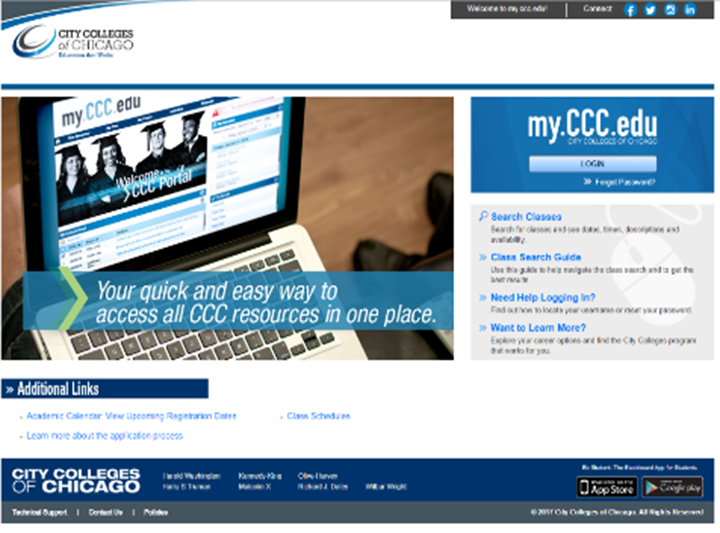 Welcome to my.ccc.edu!
Connect
CITY COLLEGES
of CHICAGO
Education that Works
my.CCC.edu
Welcome...
CCC Portal
Your quick and easy way to
access all CCC resources in one place.
my.CCC.edu
CITY COLLEGES OF CHICAGO
LOGIN
» Forgot Password?
Search Classes
Search for classes and see dates, times, descriptions and
availability.
» Class Search Guide
Use this guide to help navigate the class search and to get the
best results.
» Need Help Logging In?
Find out how to locate your username or reset your password.
» Want to Learn More?
Explore your career options and find the City Colleges program
that works for you.
» Additional Links
Academic Calendar: View Upcoming Registration Dates
Class Schedules
Learn more about the application process
CITY COLLEGES
OF CHICAGO
Harold Washington Kennedy-King Olive-Harvey
Harry S Truman Malcolm X Richard J. Daley Wilbur Wright
The Blackboard App for Students
App Store
Google play
Technical Support | Contact Us | Policies
© 2017 City Colleges of Chicago. All Rights Reserved